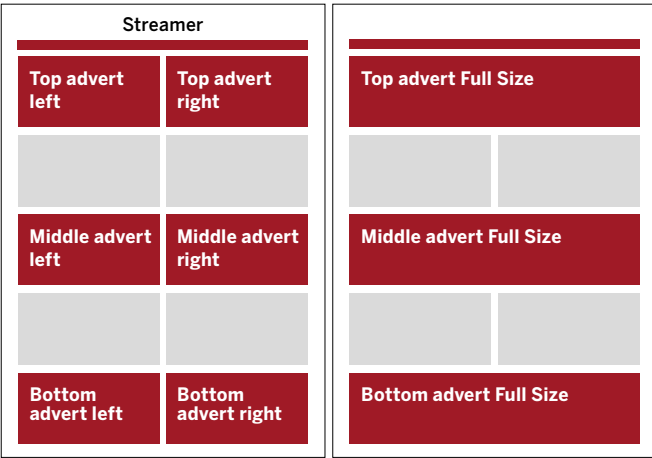 Streamer
Top advert
left
Top advert
right
Middle advert
left
Middle advert
right
Bottom
advert left
Bottom
advert right
Top advert Full Size
Middle advert Full Size
Bottom advert Full Size